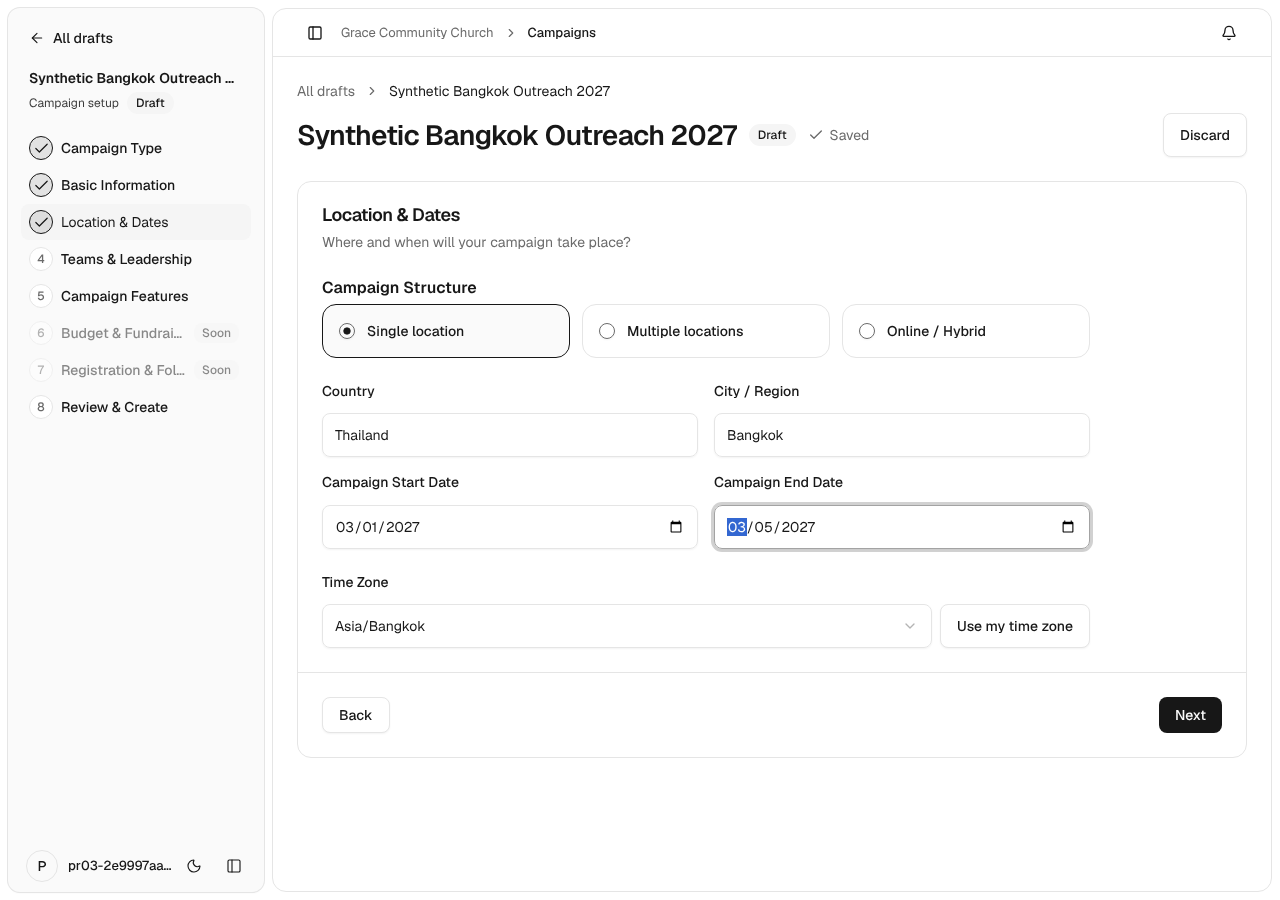 All drafts
Synthetic Bangkok Outreach ...
Campaign setup Draft
Campaign Type
Basic Information
Location & Dates
4 Teams & Leadership
5 Campaign Features
6 Budget & Fundrai... Soon
7 Registration & Fol... Soon
8 Review & Create
P pr03-2e9997aa...
Grace Community Church > Campaigns
All drafts > Synthetic Bangkok Outreach 2027
Synthetic Bangkok Outreach 2027 Draft Saved Discard
Location & Dates
Where and when will your campaign take place?
Campaign Structure
Single location Multiple locations Online / Hybrid
Country City / Region
Thailand Bangkok
Campaign Start Date Campaign End Date
03/01/2027 03/05/2027
Time Zone
Asia/Bangkok Use my time zone
Back Next